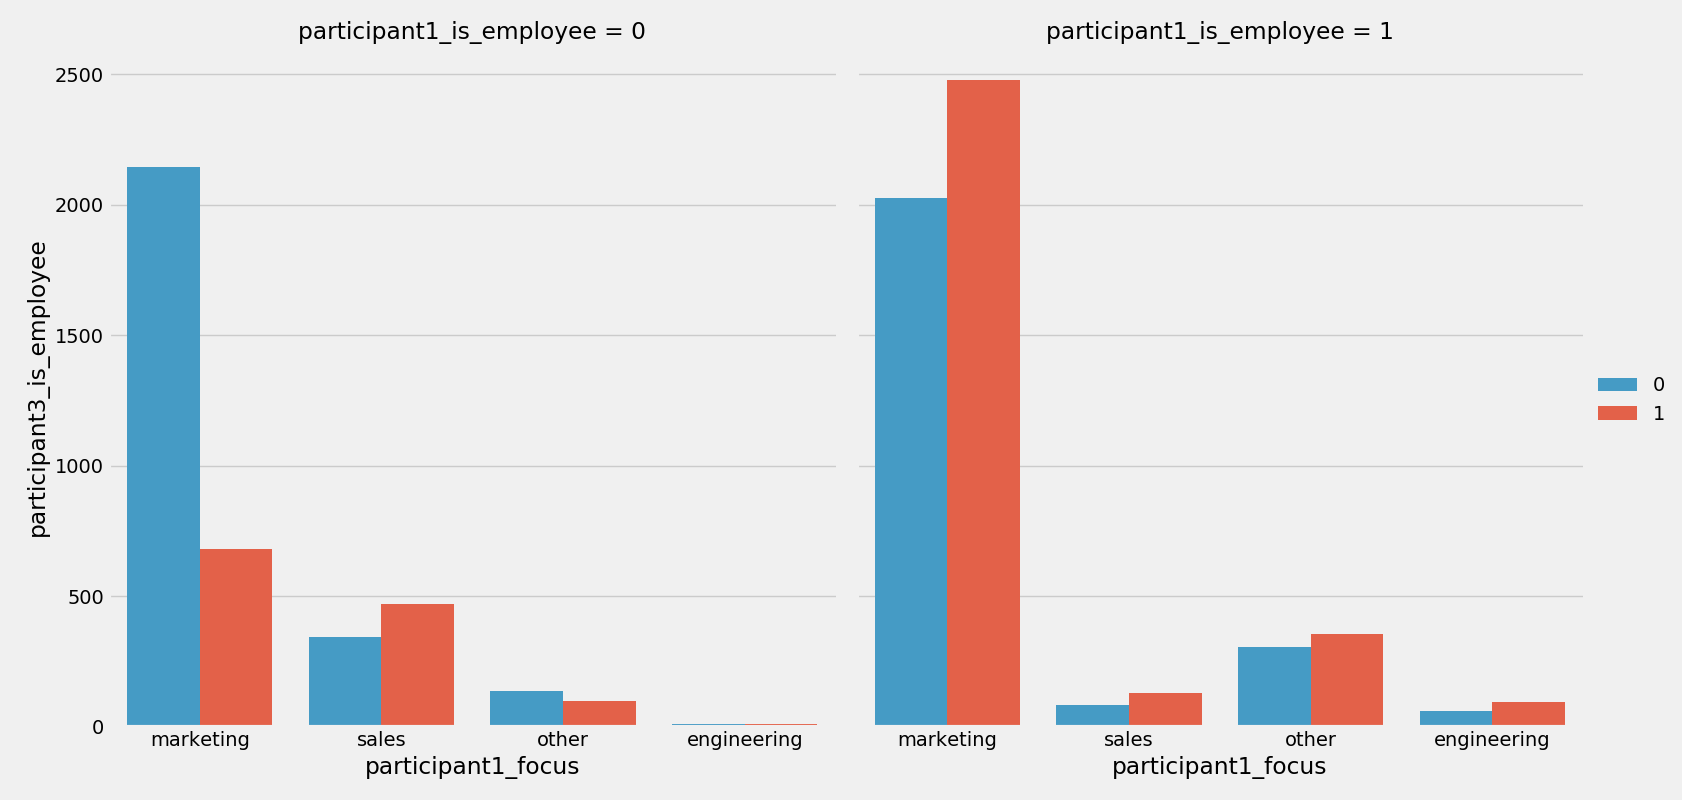 participant1_is_employee = 0
participant1_is_employee = 1
participant3_is_employee
2500
2000
1500
1000
500
0
marketing sales other engineering
marketing sales other engineering
participant1_focus
participant1_focus
0
1